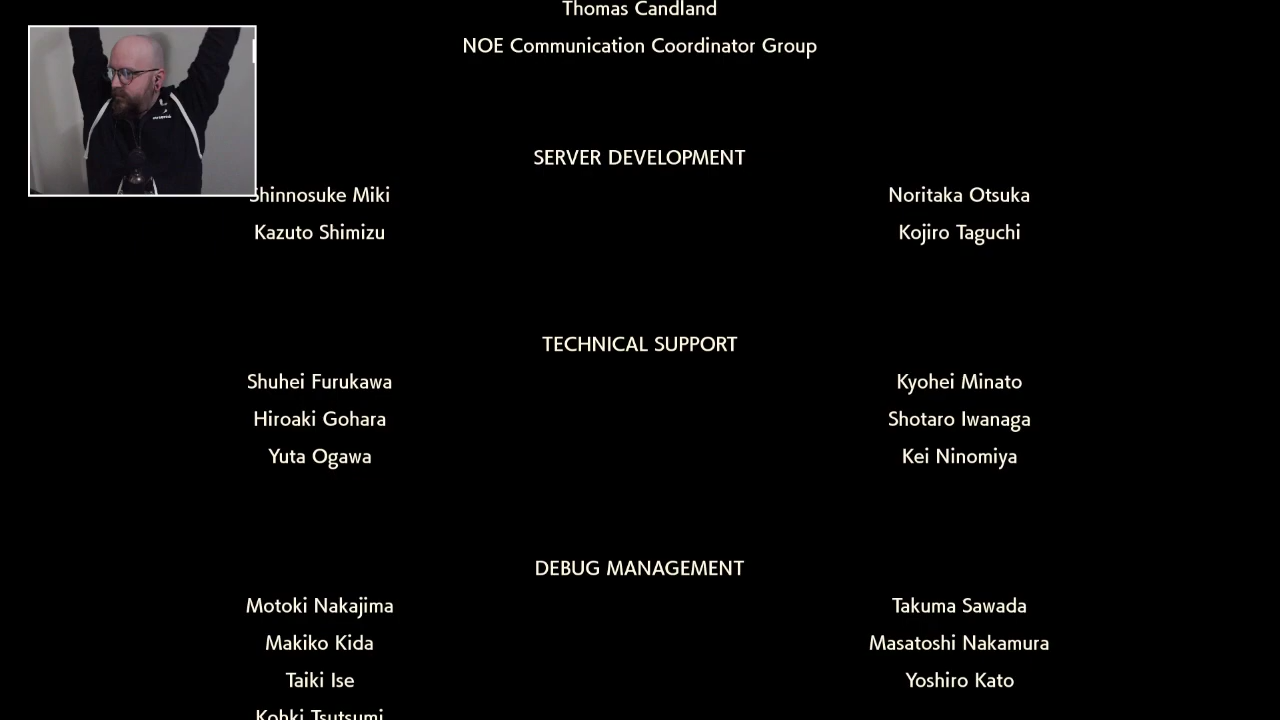 Thomas Candland
NOE Communication Coordinator Group
SERVER DEVELOPMENT
Shinnosuke Miki
Noritaka Otsuka
Kazuto Shimizu
Kojiro Taguchi
TECHNICAL SUPPORT
Shuhei Furukawa
Kyohei Minato
Hiroaki Gohara
Shotaro Iwanaga
Yuta Ogawa
Kei Ninomiya
DEBUG MANAGEMENT
Motoki Nakajima
Takuma Sawada
Makiko Kida
Masatoshi Nakamura
Taiki Ise
Yoshiro Kato
Kohki Tsutsumi